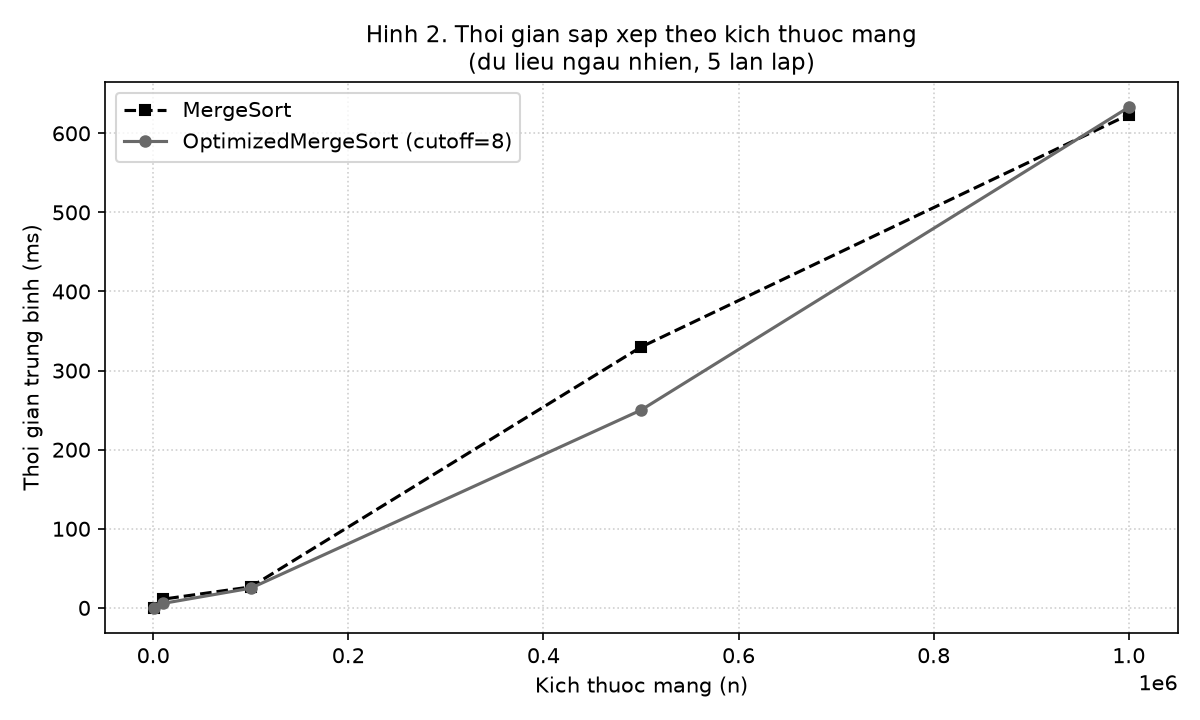 Hinh 2. Thoi gian sap xep theo kich thuoc mang
(du lieu ngau nhien, 5 lan lap)
MergeSort
OptimizedMergeSort (cutoff=8)
Thoi gian trung binh (ms)
600
500
400
300
200
100
0
0.0 0.2 0.4 0.6 0.8 1.0
1e6
Kich thuoc mang (n)